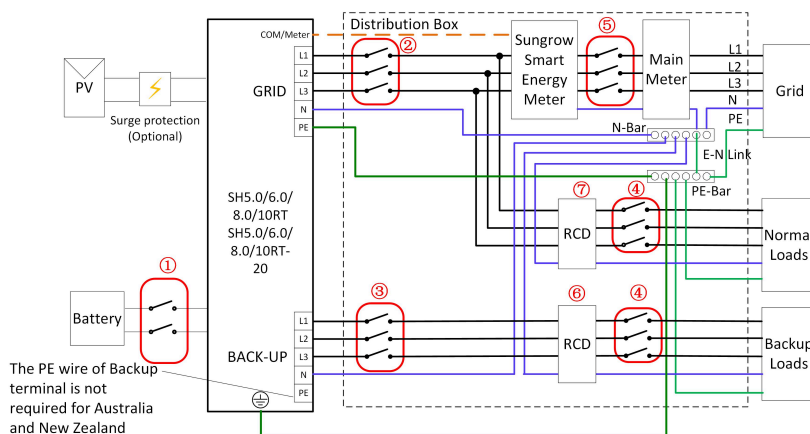 Distribution Box
COM/Meter
②
⑤
Sungrow
Smart
Energy
Meter
Main
Meter
L1
L2
L3
N
PE
Grid
PV
Surge protection
(Optional)
GRID
L1
L2
L3
N
PE
N-Bar
E-N Link
PE-Bar
SH5.0/6.0/
8.0/10RT
SH5.0/6.0/
8.0/10RT-
20
⑦
④
RCD
Norma
Loads
①
Battery
③
⑥
④
L1
L2
L3
N
PE
BACK-UP
RCD
Backup
Loads
The PE wire of Backup
terminal is not
required for Australia
and New Zealand